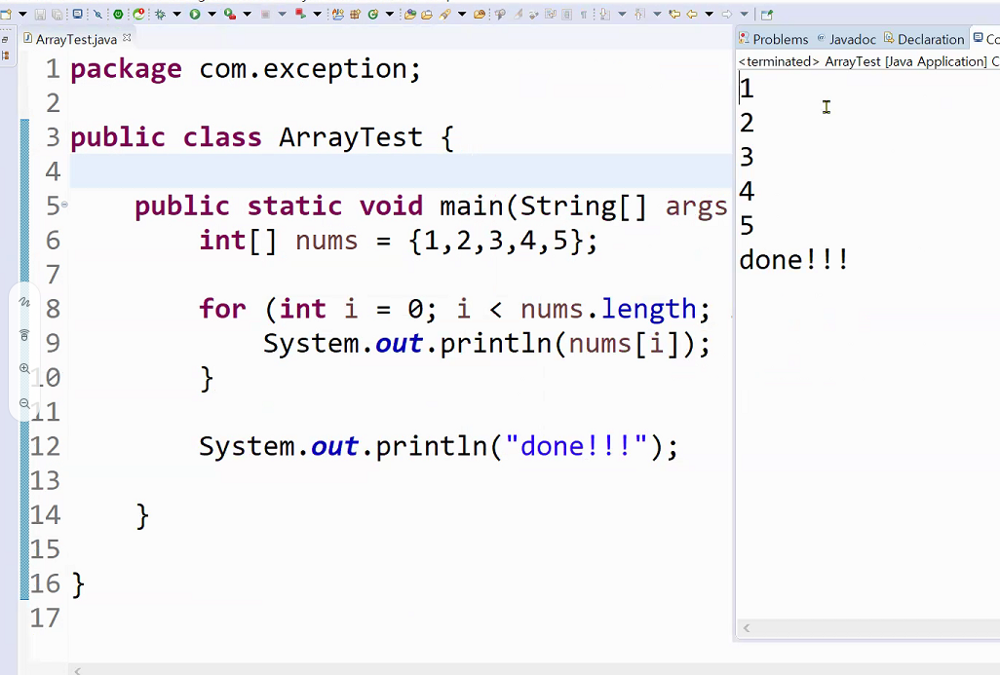 ArrayTest.java
1 package com.exception;
2
3 public class ArrayTest {
4
5 public static void main(String[] args
6 int[] nums = {1,2,3,4,5};
7
8 for (int i = 0; i < nums.length;
9 System.out.println(nums[i]);
10 }
11
12 System.out.println("done!!!");
13
14 }
15
16 }
17
Problems Javadoc Declaration Co
<terminated> ArrayTest [Java Application] C
1
2
3
4
5
done!!!